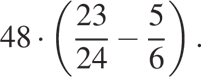 48 · ( 23/24 − 5/6 ) .